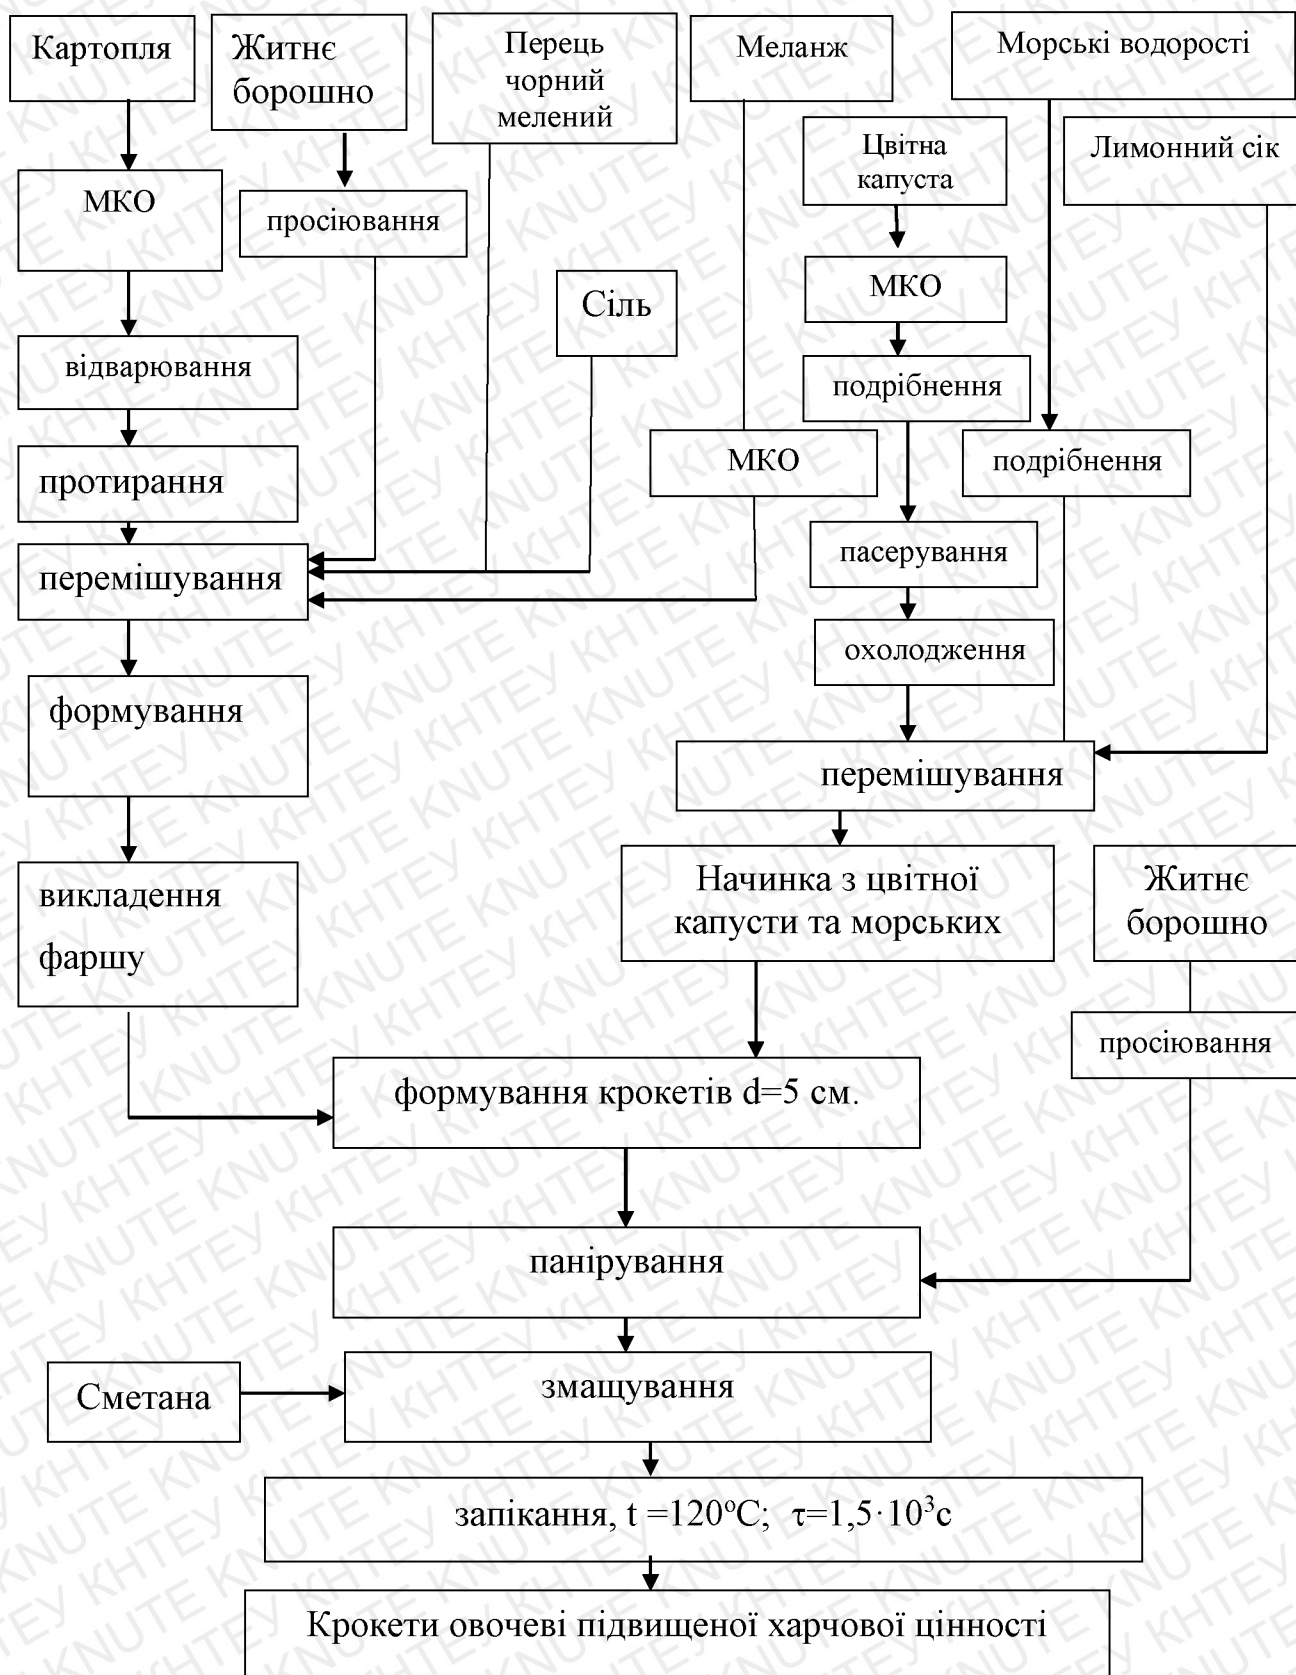 Картопля
Житнє
борошно
Перець
чорний
мелений
Меланж
Морські водорості
Цвітна
капуста
Лимонний сік
МКО
просіювання
МКО
Сіль
відварювання
подрібнення
протирання
МКО
подрібнення
перемішування
пасерування
охолодження
формування
перемішування
викладення
фаршу
Начинка з цвітної
капусти та морських
Житнє
борошно
просіювання
формування крокетів d=5 см.
панірування
Сметана
змащування
запікання, t =120°C; τ=1,5·10³с
Крокети овочеві підвищеної харчової цінності